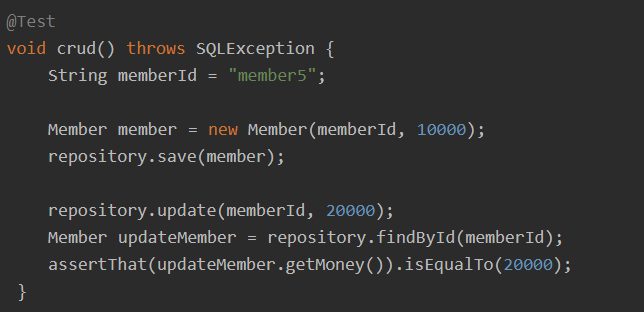 @Test
void crud() throws SQLException {
    String memberId = "member5";

    Member member = new Member(memberId, 10000);
    repository.save(member);

    repository.update(memberId, 20000);
    Member updateMember = repository.findById(memberId);
    assertThat(updateMember.getMoney()).isEqualTo(20000);
 }